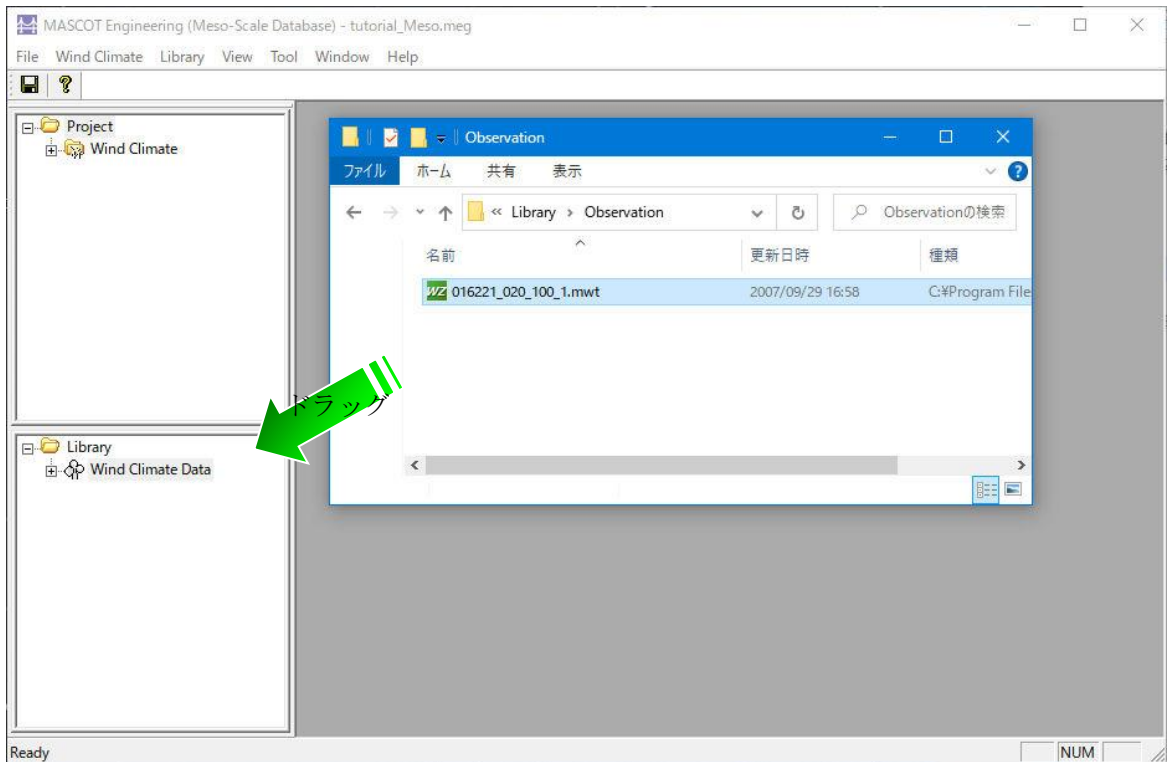 MASCOT Engineering (Meso-Scale Database) - tutorial_Meso.meg
File Wind Climate Library View Tool Window Help
Project
Wind Climate
Observation
ファイル ホーム 共有 表示
« Library › Observation Observationの検索
名前 更新日時 種類
WZ 016221_020_100_1.mwt 2007/09/29 16:58 C:¥Program File
ドラッグ
Library
Wind Climate Data
Ready NUM